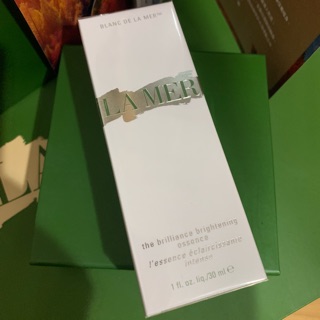 BLANC DE LA MER™
LA MER
the brilliance brightening
essence
l'essence éclaircissante
intense
1 fl. oz. liq./30 ml ℮